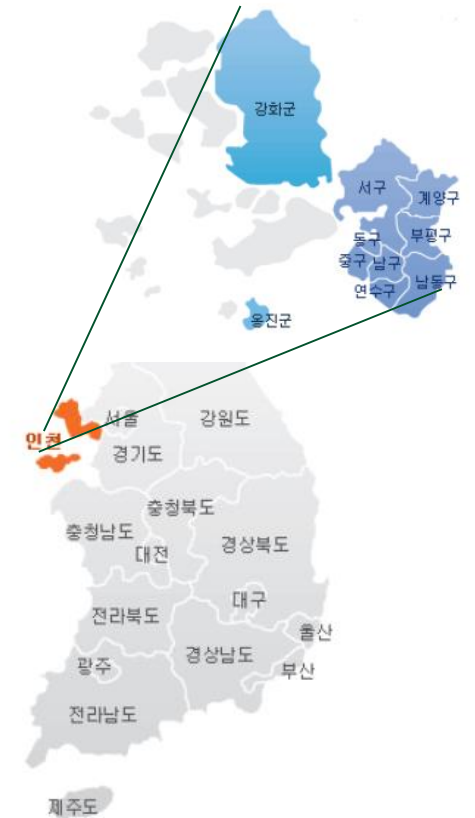 강화군
서구
계양구
동구
부평구
중구
남구
남동구
연수구
옹진군
서울
강원도
인천
경기도
충청북도
충청남도
대전
경상북도
대구
전라북도
울산
경상남도
광주
부산
전라남도
제주도